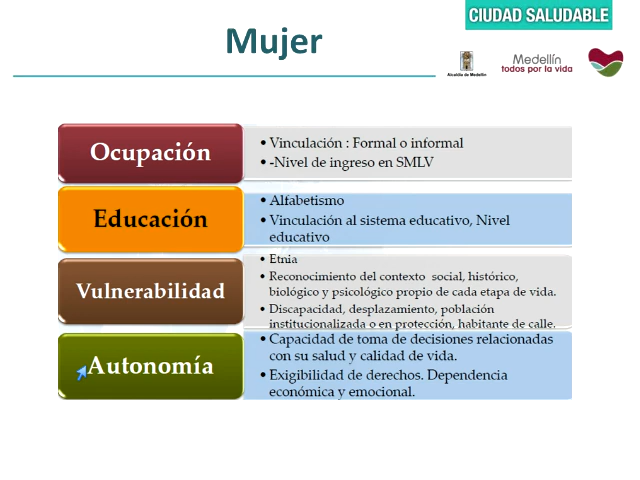 CIUDAD SALUDABLE
Mujer
Alcaldía de Medellín
Medellín
todos por la vida
Ocupación
• Vinculación : Formal o informal
• -Nivel de ingreso en SMLV
Educación
• Alfabetismo
• Vinculación al sistema educativo, Nivel
educativo
Vulnerabilidad
• Etnia
• Reconocimiento del contexto social, histórico,
biológico y psicológico propio de cada etapa de vida.
• Discapacidad, desplazamiento, población
institucionalizada o en protección, habitante de calle.
Autonomía
• Capacidad de toma de decisiones relacionadas
con su salud y calidad de vida.
• Exigibilidad de derechos. Dependencia
económica y emocional.